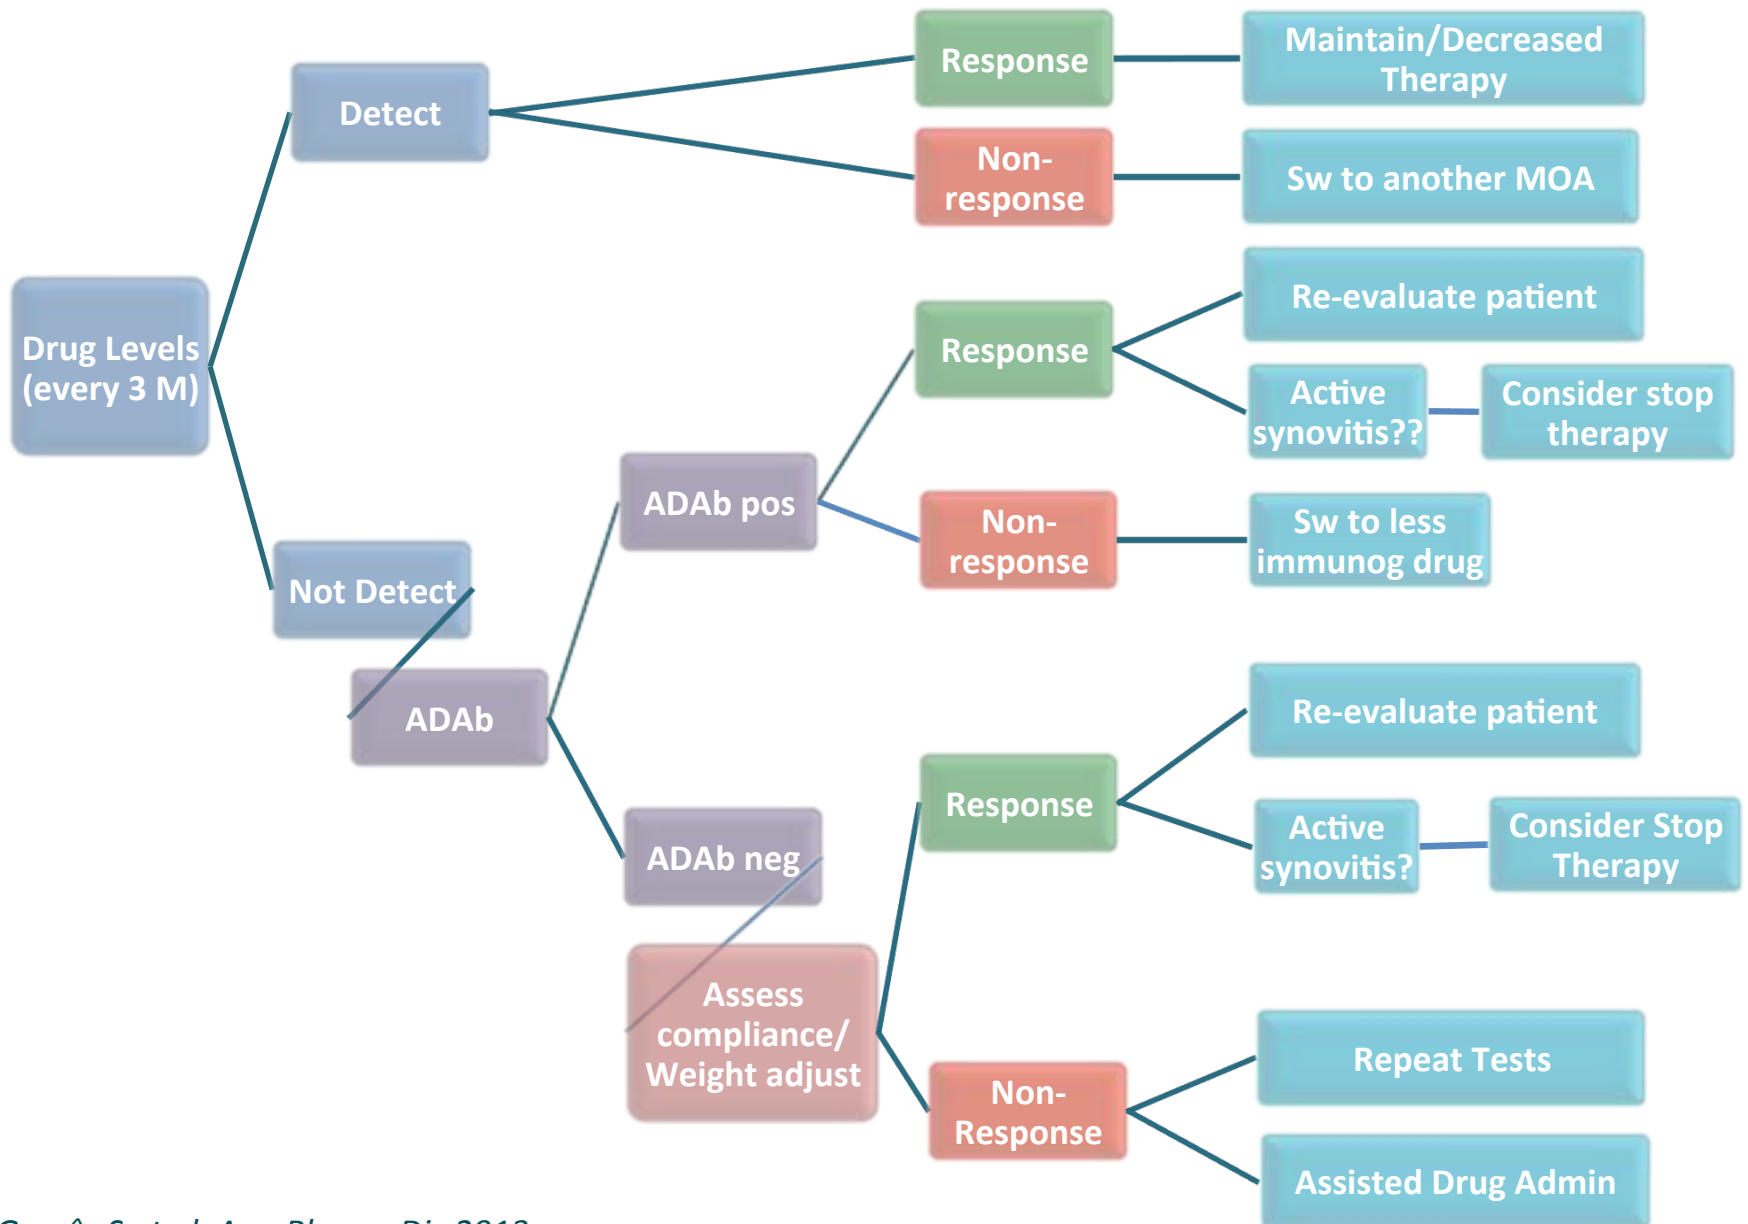 Response
Maintain/Decreased
Therapy
Detect
Non-
response
Sw to another MOA
Drug Levels
(every 3 M)
Response
Re-evaluate patient
Active
synovitis??
Consider stop
therapy
ADAb pos
Non-
response
Sw to less
immunog drug
Not Detect
ADAb
Re-evaluate patient
Response
Active
synovitis?
Consider Stop
Therapy
ADAb neg
Assess
compliance/
Weight adjust
Non-
Response
Repeat Tests
Assisted Drug Admin